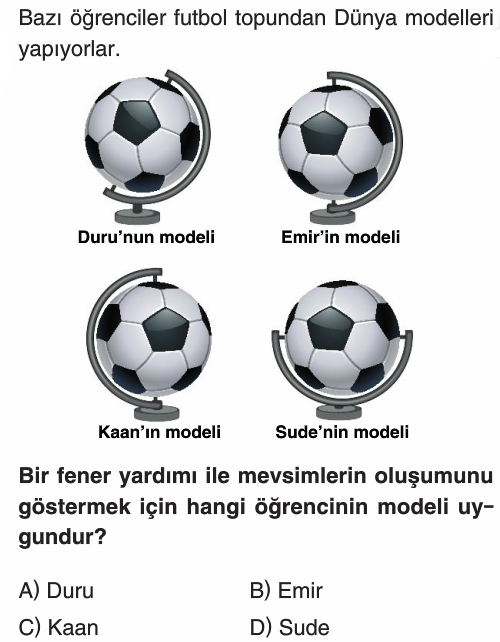 Bazı öğrenciler futbol topundan Dünya modelleri
yapıyorlar.
Duru'nun modeli
Emir'in modeli
Kaan'ın modeli
Sude'nin modeli
Bir fener yardımı ile mevsimlerin oluşumunu
göstermek için hangi öğrencinin modeli uy-
gundur?
A) Duru
B) Emir
C) Kaan
D) Sude